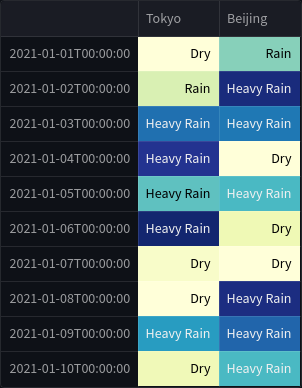 Tokyo Beijing
2021-01-01T00:00:00 Dry Rain
2021-01-02T00:00:00 Rain Heavy Rain
2021-01-03T00:00:00 Heavy Rain Heavy Rain
2021-01-04T00:00:00 Heavy Rain Dry
2021-01-05T00:00:00 Heavy Rain Heavy Rain
2021-01-06T00:00:00 Heavy Rain Dry
2021-01-07T00:00:00 Dry Dry
2021-01-08T00:00:00 Dry Heavy Rain
2021-01-09T00:00:00 Heavy Rain Heavy Rain
2021-01-10T00:00:00 Dry Heavy Rain